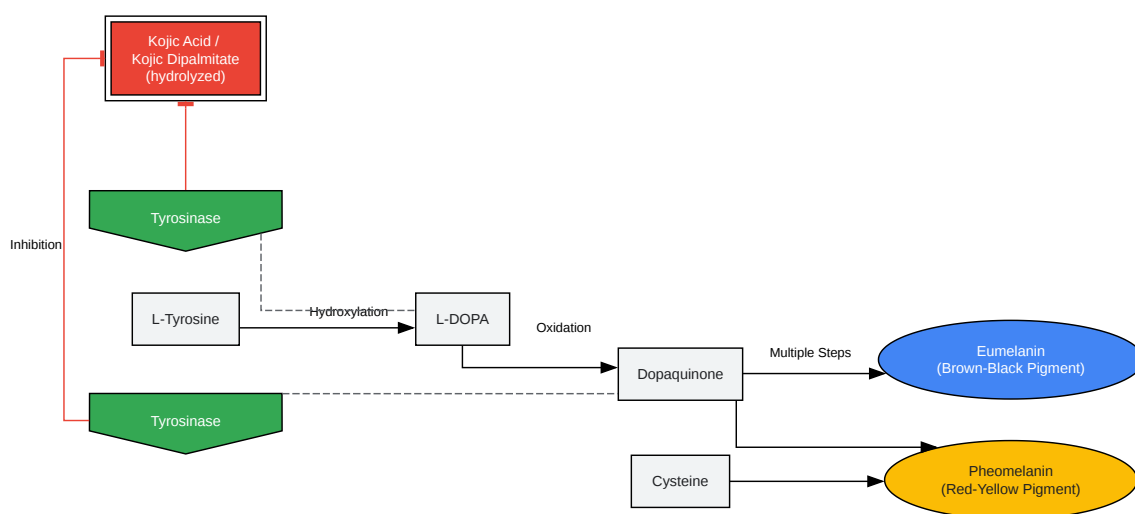 Kojic Acid /
Kojic Dipalmitate
(hydrolyzed)
Tyrosinase
Inhibition
L-Tyrosine
Hydroxylation
L-DOPA
Oxidation
Dopaquinone
Multiple Steps
Eumelanin
(Brown-Black Pigment)
Tyrosinase
Cysteine
Pheomelanin
(Red-Yellow Pigment)